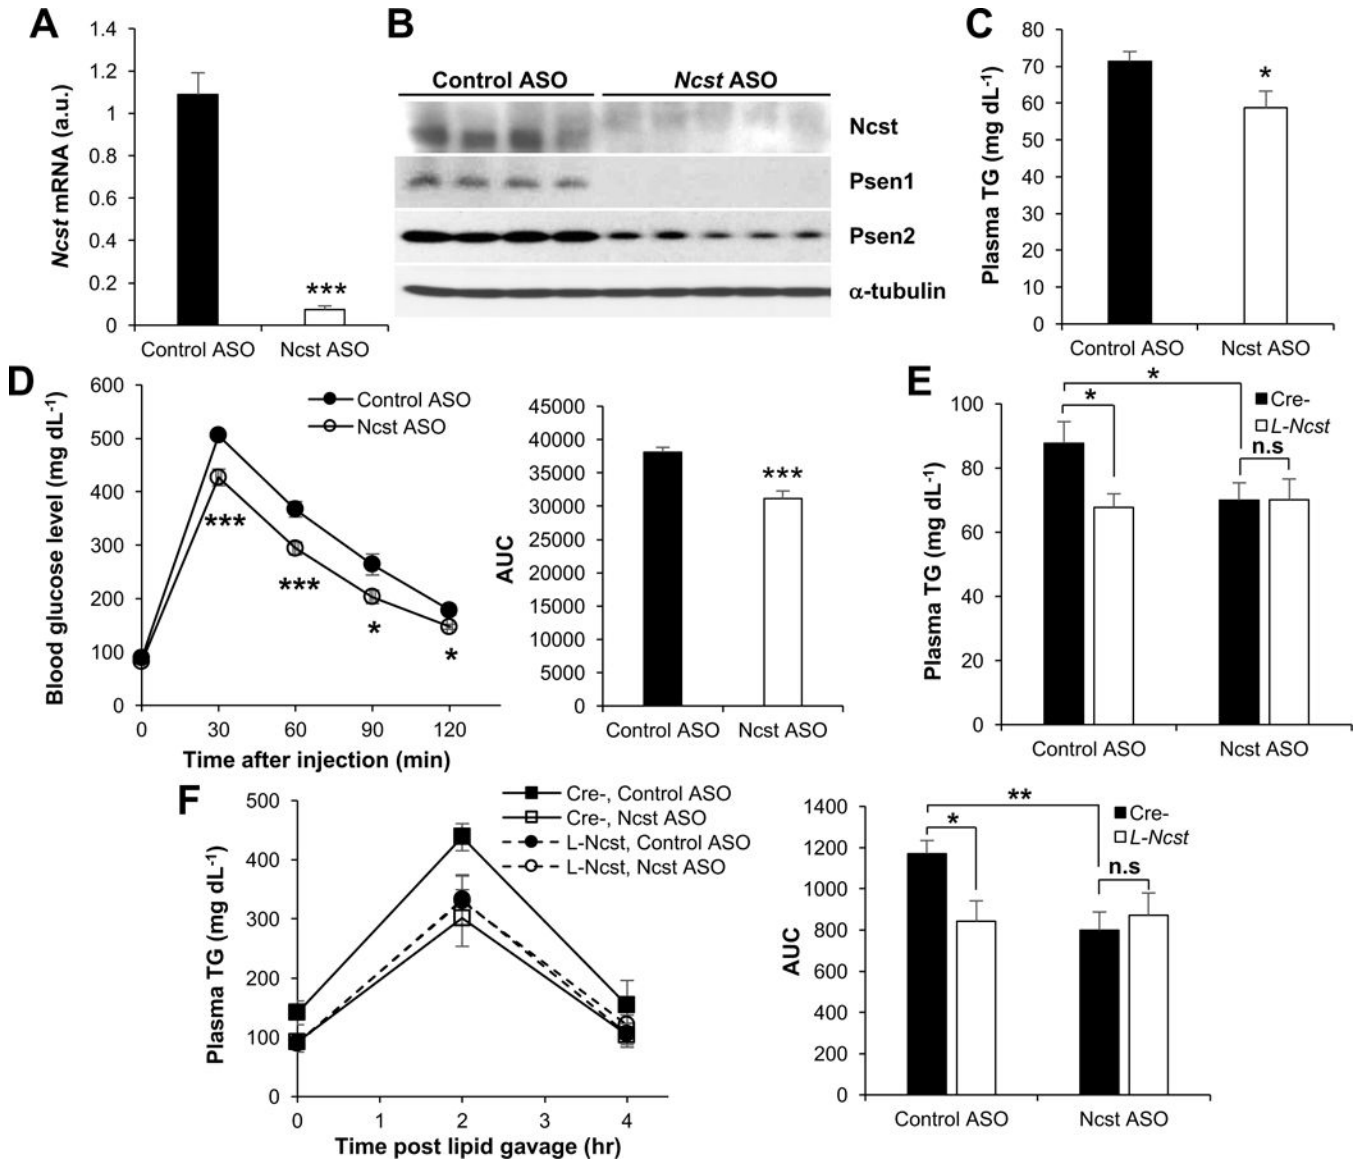 A
Ncst mRNA (a.u.)
1.4
1.2
1
0.8
0.6
0.4
0.2
0
***
Control ASO Ncst ASO
B
Control ASO Ncst ASO
Ncst
Psen1
Psen2
α-tubulin
C
Plasma TG (mg dL-1)
80
70
60
50
40
30
20
10
0
*
Control ASO Ncst ASO
D
Blood glucose level (mg dL-1)
600
500
400
300
200
100
0
Control ASO
Ncst ASO
***
***
*
*
0 30 60 90 120
Time after injection (min)
AUC
45000
40000
35000
30000
25000
20000
15000
10000
5000
0
***
Control ASO Ncst ASO
E
Plasma TG (mg dL-1)
100
80
60
40
20
0
*
*
n.s
Cre-
L-Ncst
Control ASO Ncst ASO
F
Plasma TG (mg dL-1)
500
400
300
200
100
0
Cre-, Control ASO
Cre-, Ncst ASO
L-Ncst, Control ASO
L-Ncst, Ncst ASO
0 1 2 3 4
Time post lipid gavage (hr)
AUC
1400
1200
1000
800
600
400
200
0
**
*
n.s
Cre-
L-Ncst
Control ASO Ncst ASO